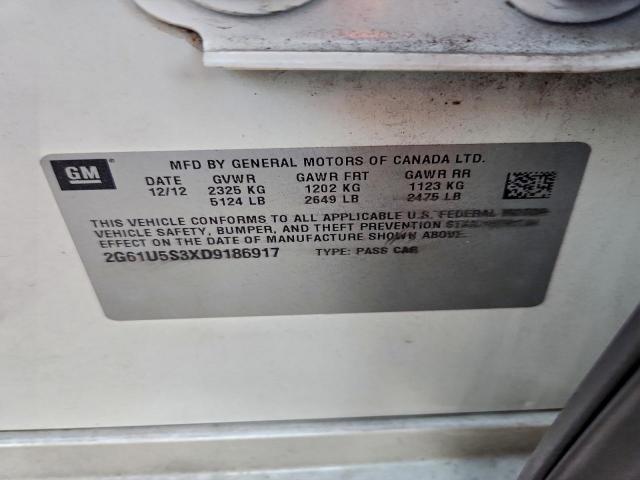 GM
MFD BY GENERAL MOTORS OF CANADA LTD.
DATE GVWR GAWR FRT GAWR RR
12/12 2325 KG 1202 KG 1123 KG
5124 LB 2649 LB 2475 LB
THIS VEHICLE CONFORMS TO ALL APPLICABLE U.S. FEDERAL MOTOR
VEHICLE SAFETY, BUMPER, AND THEFT PREVENTION STANDARDS IN
EFFECT ON THE DATE OF MANUFACTURE SHOWN ABOVE.
2G61U5S3XD9186917 TYPE: PASS CAR